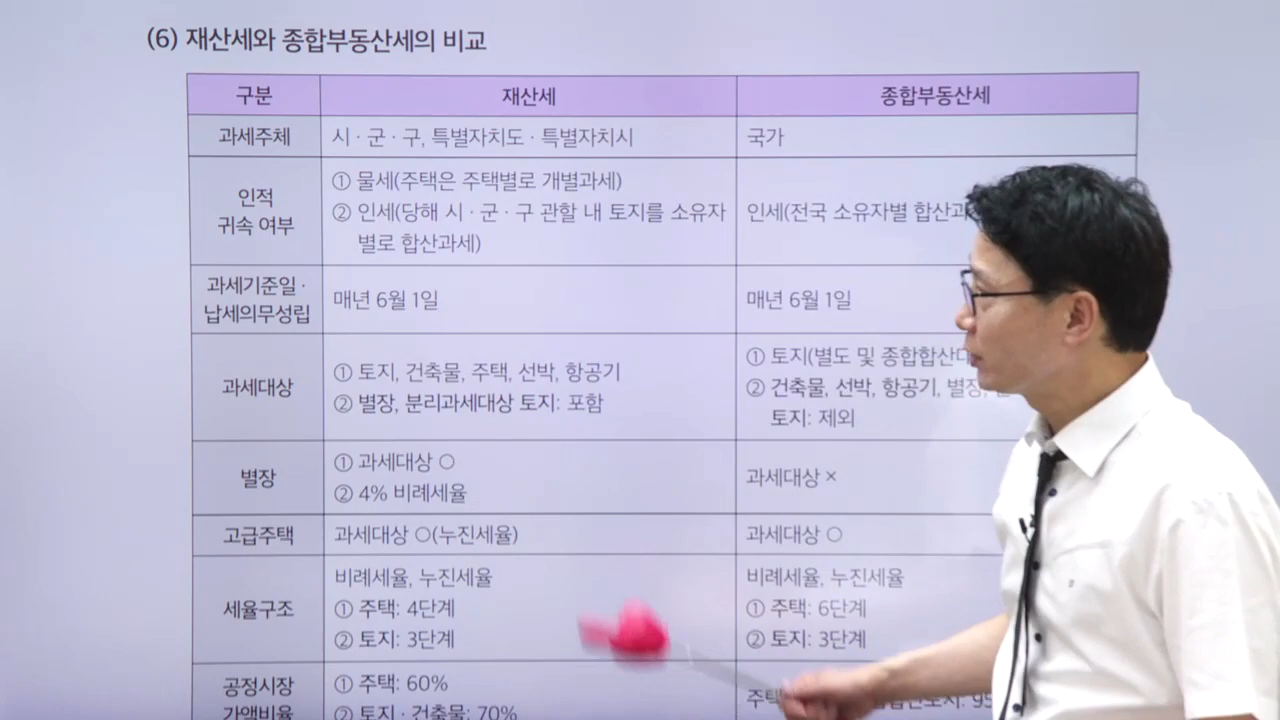 (6) 재산세와 종합부동산세의 비교
구분 재산세 종합부동산세
과세주체 시 · 군 · 구, 특별자치도 · 특별자치시 국가
인적
귀속 여부
① 물세(주택은 주택별로 개별과세)
② 인세(당해 시 · 군 · 구 관할 내 토지를 소유자
별로 합산과세)
인세(전국 소유자별
과세기준일 ·
납세의무성립
매년 6월 1일
매년 6월 1일
과세대상
① 토지, 건축물, 주택, 선박, 항공기
② 별장, 분리과세대상 토지: 포함
① 토지(별도 및
② 건축물, 선박, 항공기, 별장,
토지: 제외
별장
① 과세대상 ○
② 4% 비례세율
과세대상 ×
고급주택 과세대상 ○(누진세율) 과세대상 ○
세율구조
비례세율, 누진세율
① 주택: 4단계
② 토지: 3단계
비례세율, 누진세율
① 주택: 6단계
② 토지: 3단계
공정시장
가액비율
① 주택: 60%
② 토지 · 건축물: 70%